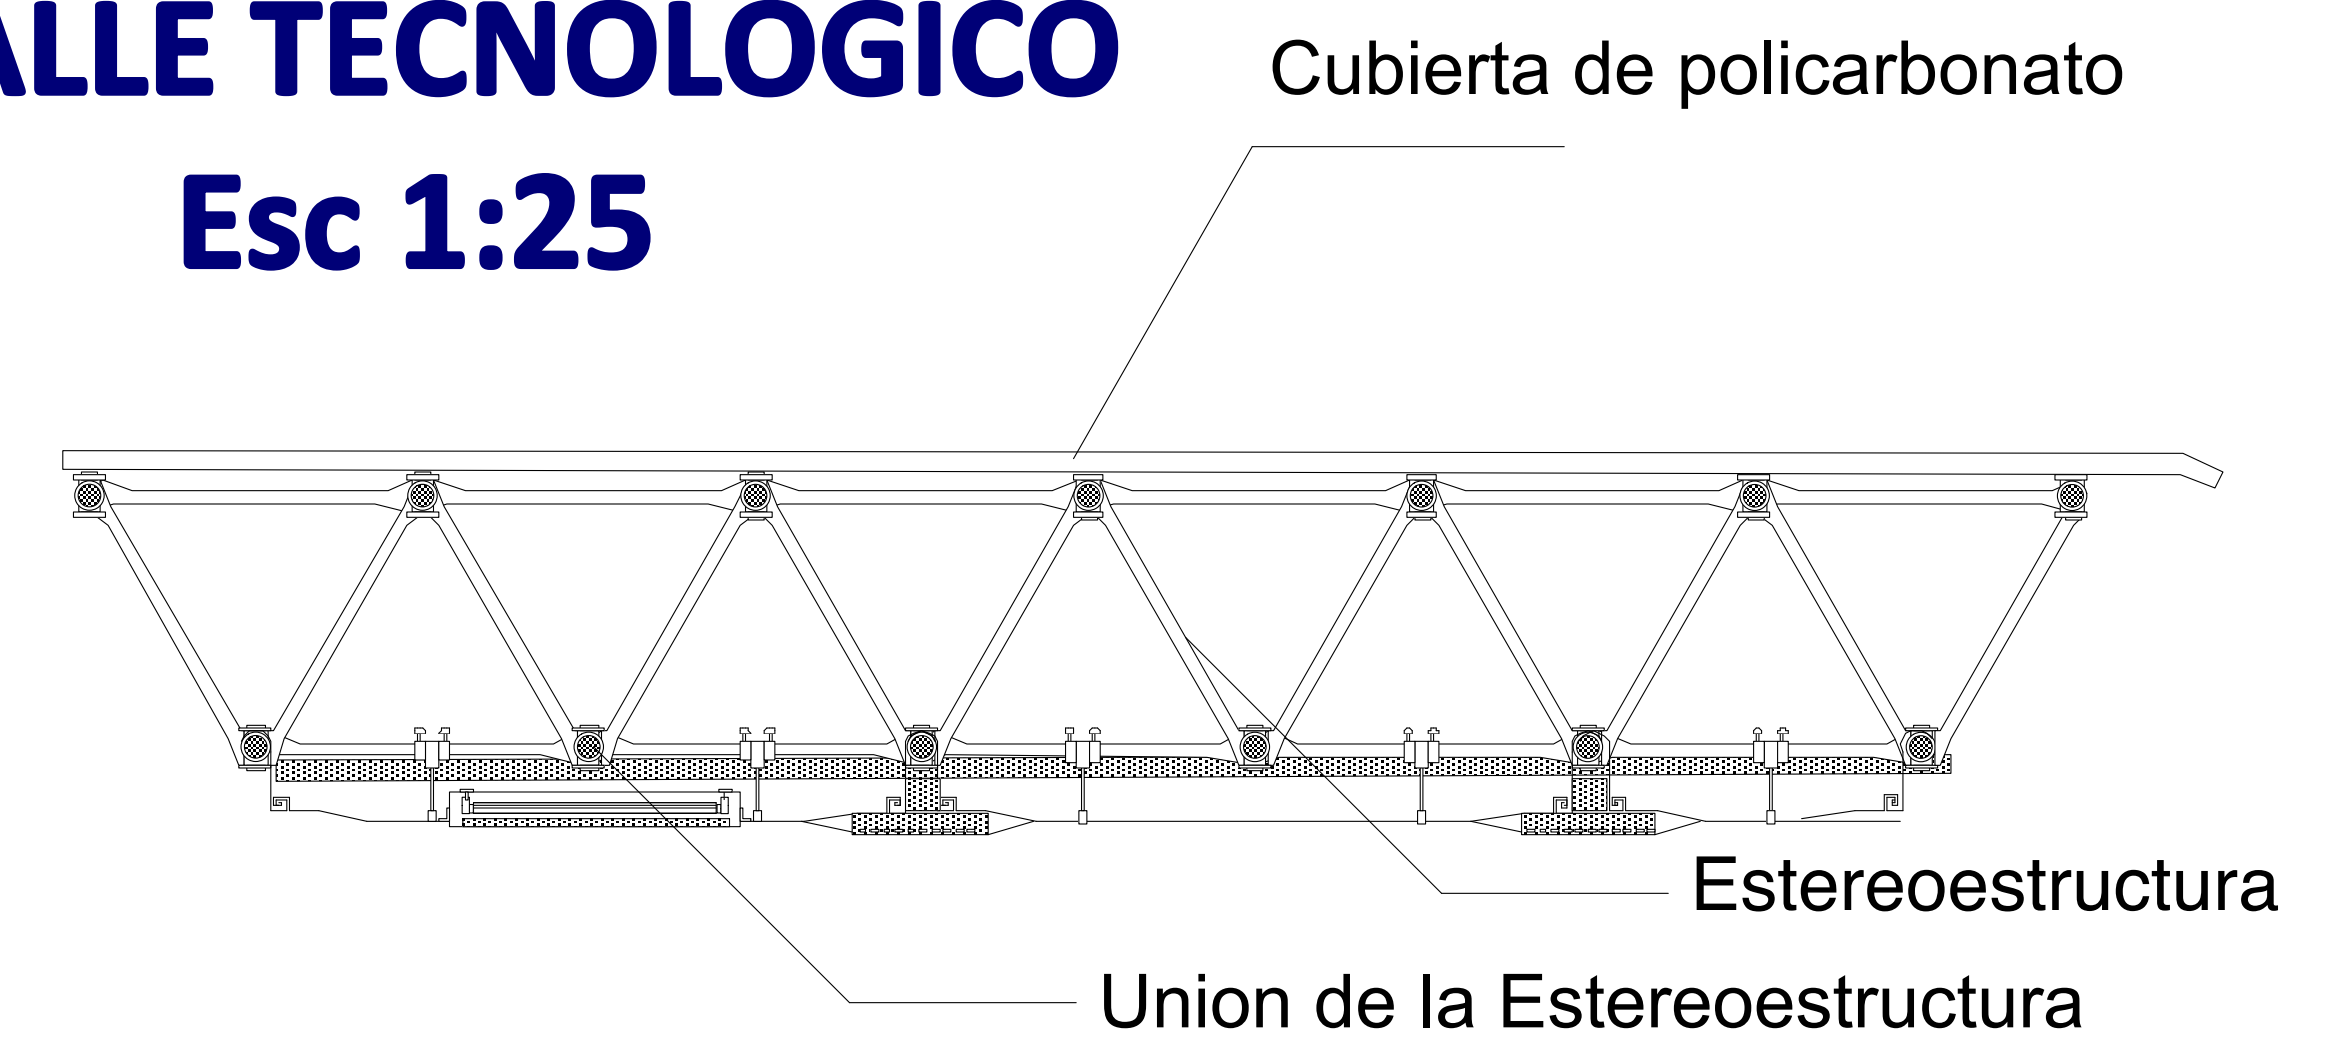 ALLE TECNOLOGICO
Esc 1:25
Cubierta de policarbonato
Estereoestructura
Union de la Estereoestructura